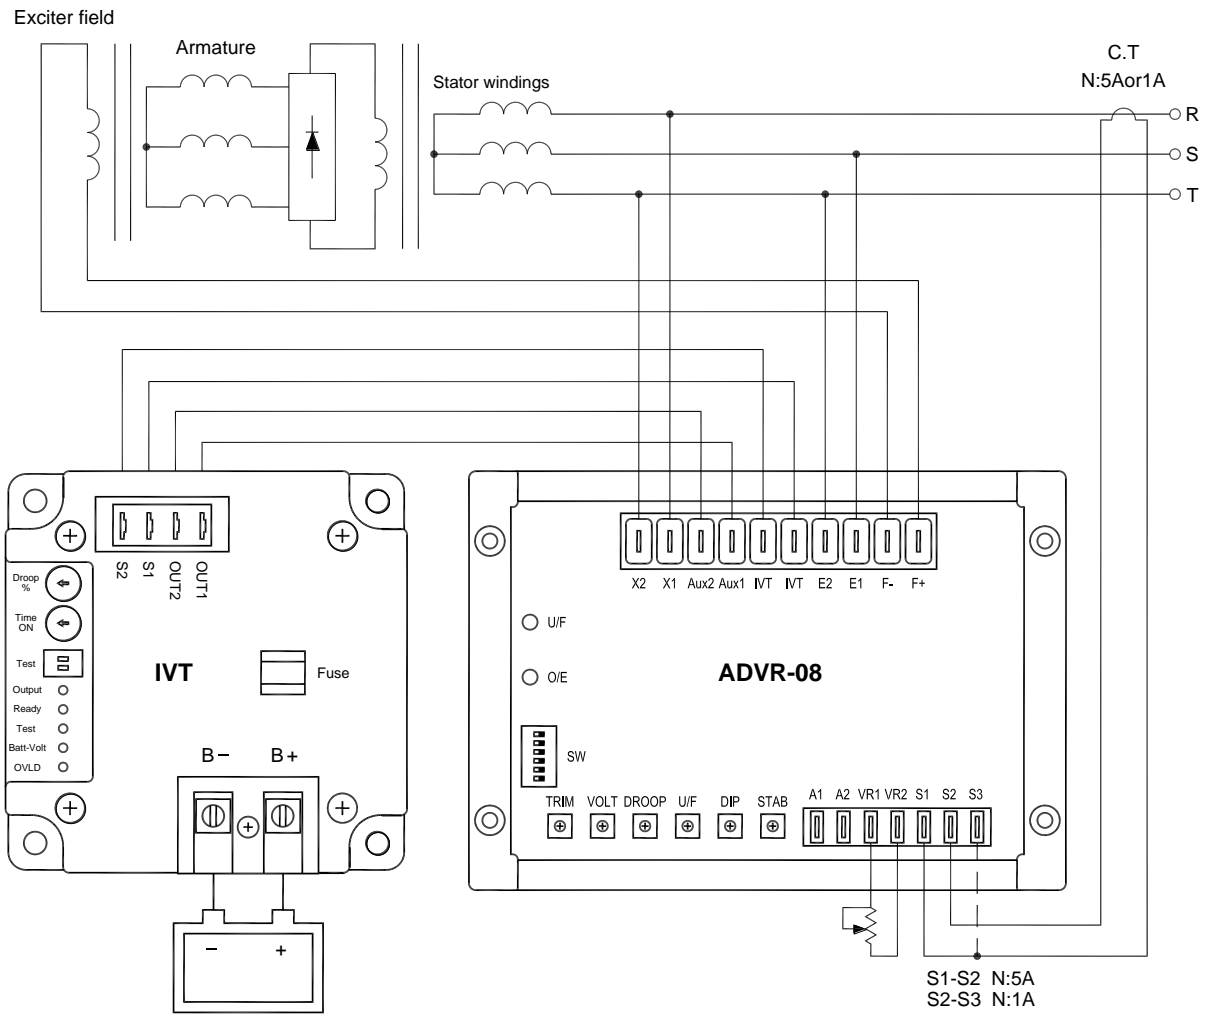 Exciter field
Armature
Stator windings
C.T
N:5Aor1A
R
S
T
S2
S1
OUT2
OUT1
Droop
%
Time
ON
Test
Output
Ready
Test
Batt-Volt
OVLD
IVT
Fuse
B−
B+
−
+
X2 X1 Aux2 Aux1 IVT IVT E2 E1 F- F+
U/F
O/E
ADVR-08
SW
TRIM VOLT DROOP U/F DIP STAB
A1 A2 VR1 VR2 S1 S2 S3
S1-S2 N:5A
S2-S3 N:1A